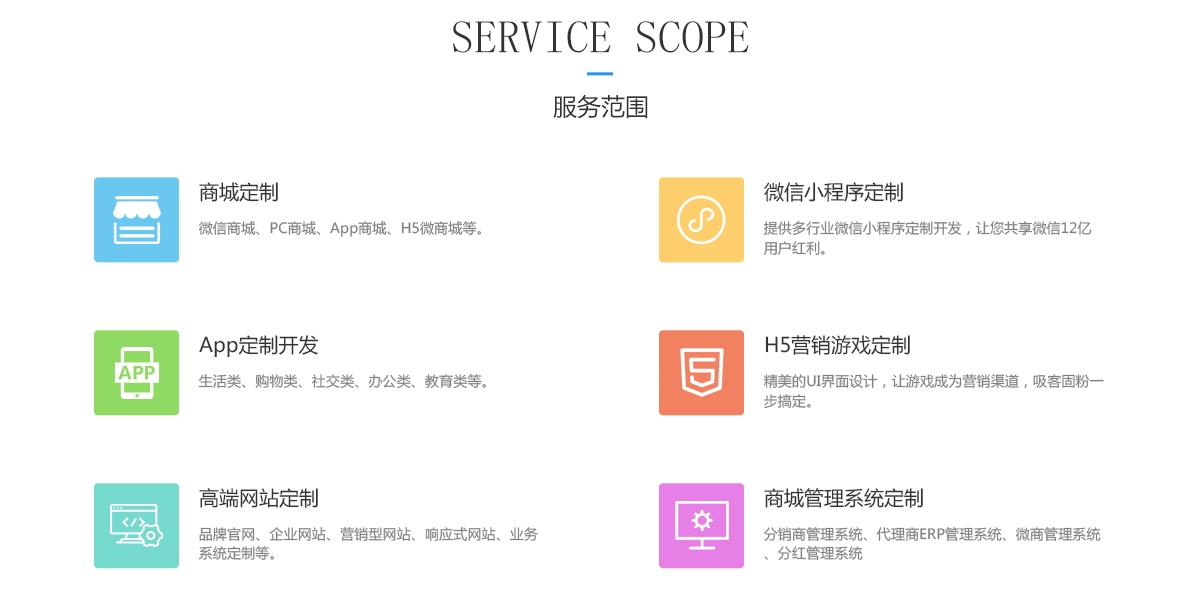 SERVICE SCOPE
服务范围
商城定制
微信商城、PC商城、App商城、H5微商城等。
微信小程序定制
提供多行业微信小程序定制开发，让您共享微信12亿
用户红利。
APP
App定制开发
生活类、购物类、社交类、办公类、教育类等。
H5营销游戏定制
精美的UI界面设计，让游戏成为营销渠道，吸客固粉一
步搞定。
高端网站定制
品牌官网、企业网站、营销型网站、响应式网站、业务
系统定制等。
商城管理系统定制
分销商管理系统、代理商ERP管理系统、微商管理系统
、分红管理系统